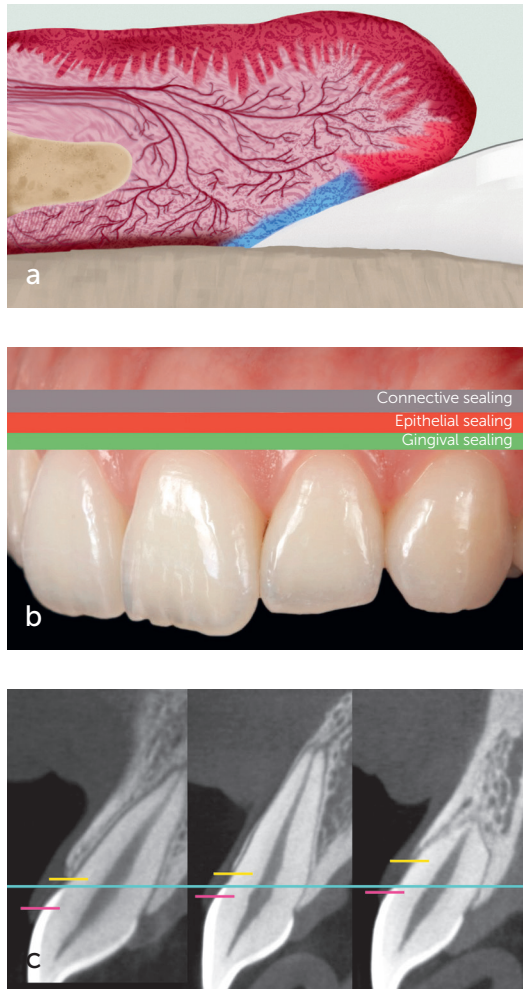 a
Connective sealing
Epithelial sealing
Gingival sealing
b
c